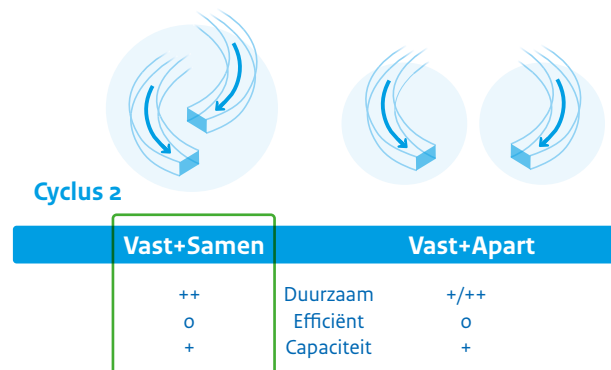 Cyclus 2
Vast+Samen Vast+Apart
++ Duurzaam +/++
o Efficiënt o
+ Capaciteit +